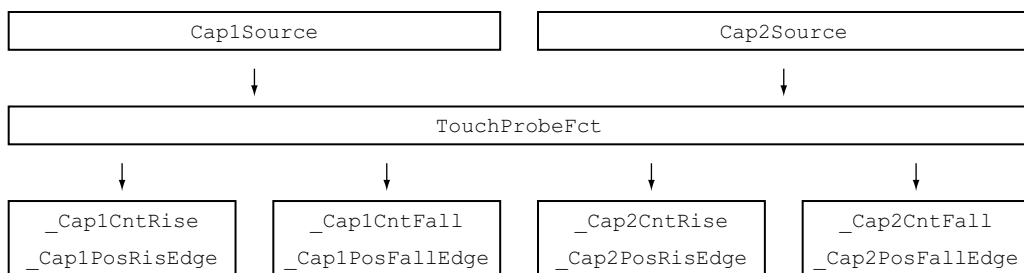 Cap1Source
Cap2Source
TouchProbeFct
_Cap1CntRise
_Cap1PosRisEdge
_Cap1CntFall
_Cap1PosFallEdge
_Cap2CntRise
_Cap2PosRisEdge
_Cap2CntFall
_Cap2PosFallEdge